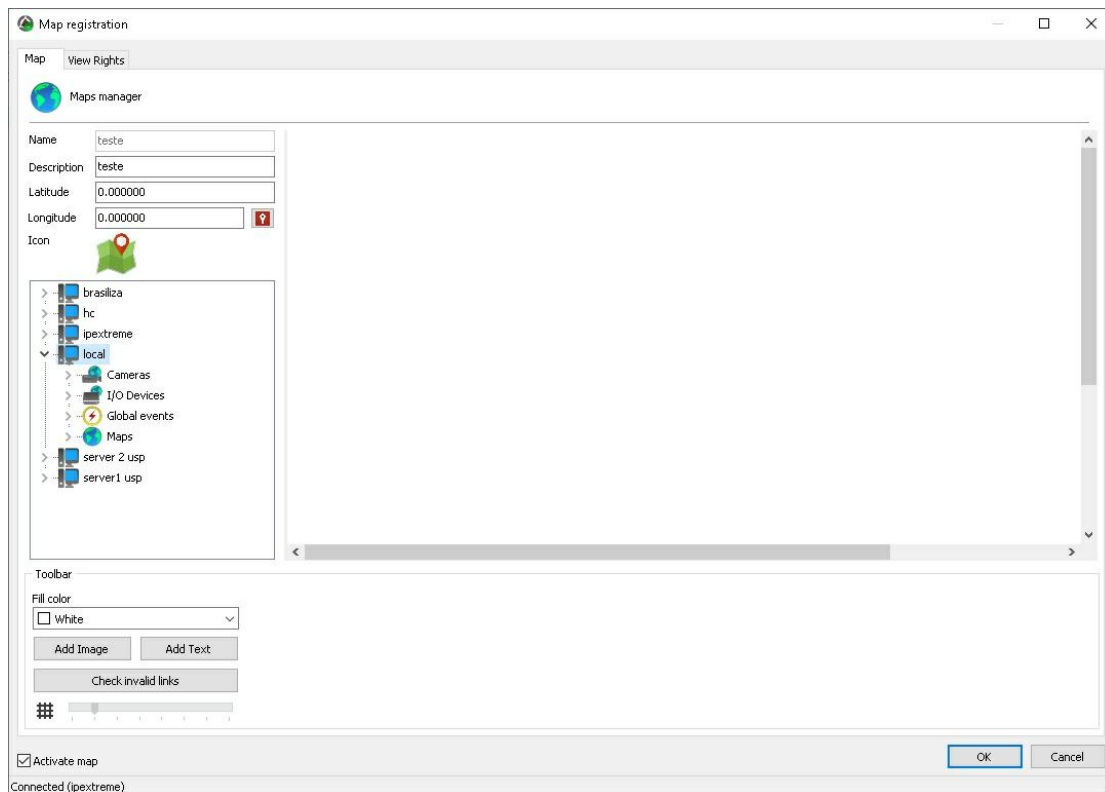 Map registration
Map
View Rights
Maps manager
Name
teste
Description
teste
Latitude
0.000000
Longitude
0.000000
Icon
brasiliza
hc
ipextreme
local
Cameras
I/O Devices
Global events
Maps
server 2 usp
server1 usp
Toolbar
Fill color
White
Add Image
Add Text
Check invalid links
Activate map
OK
Cancel
Connected (ipextreme)